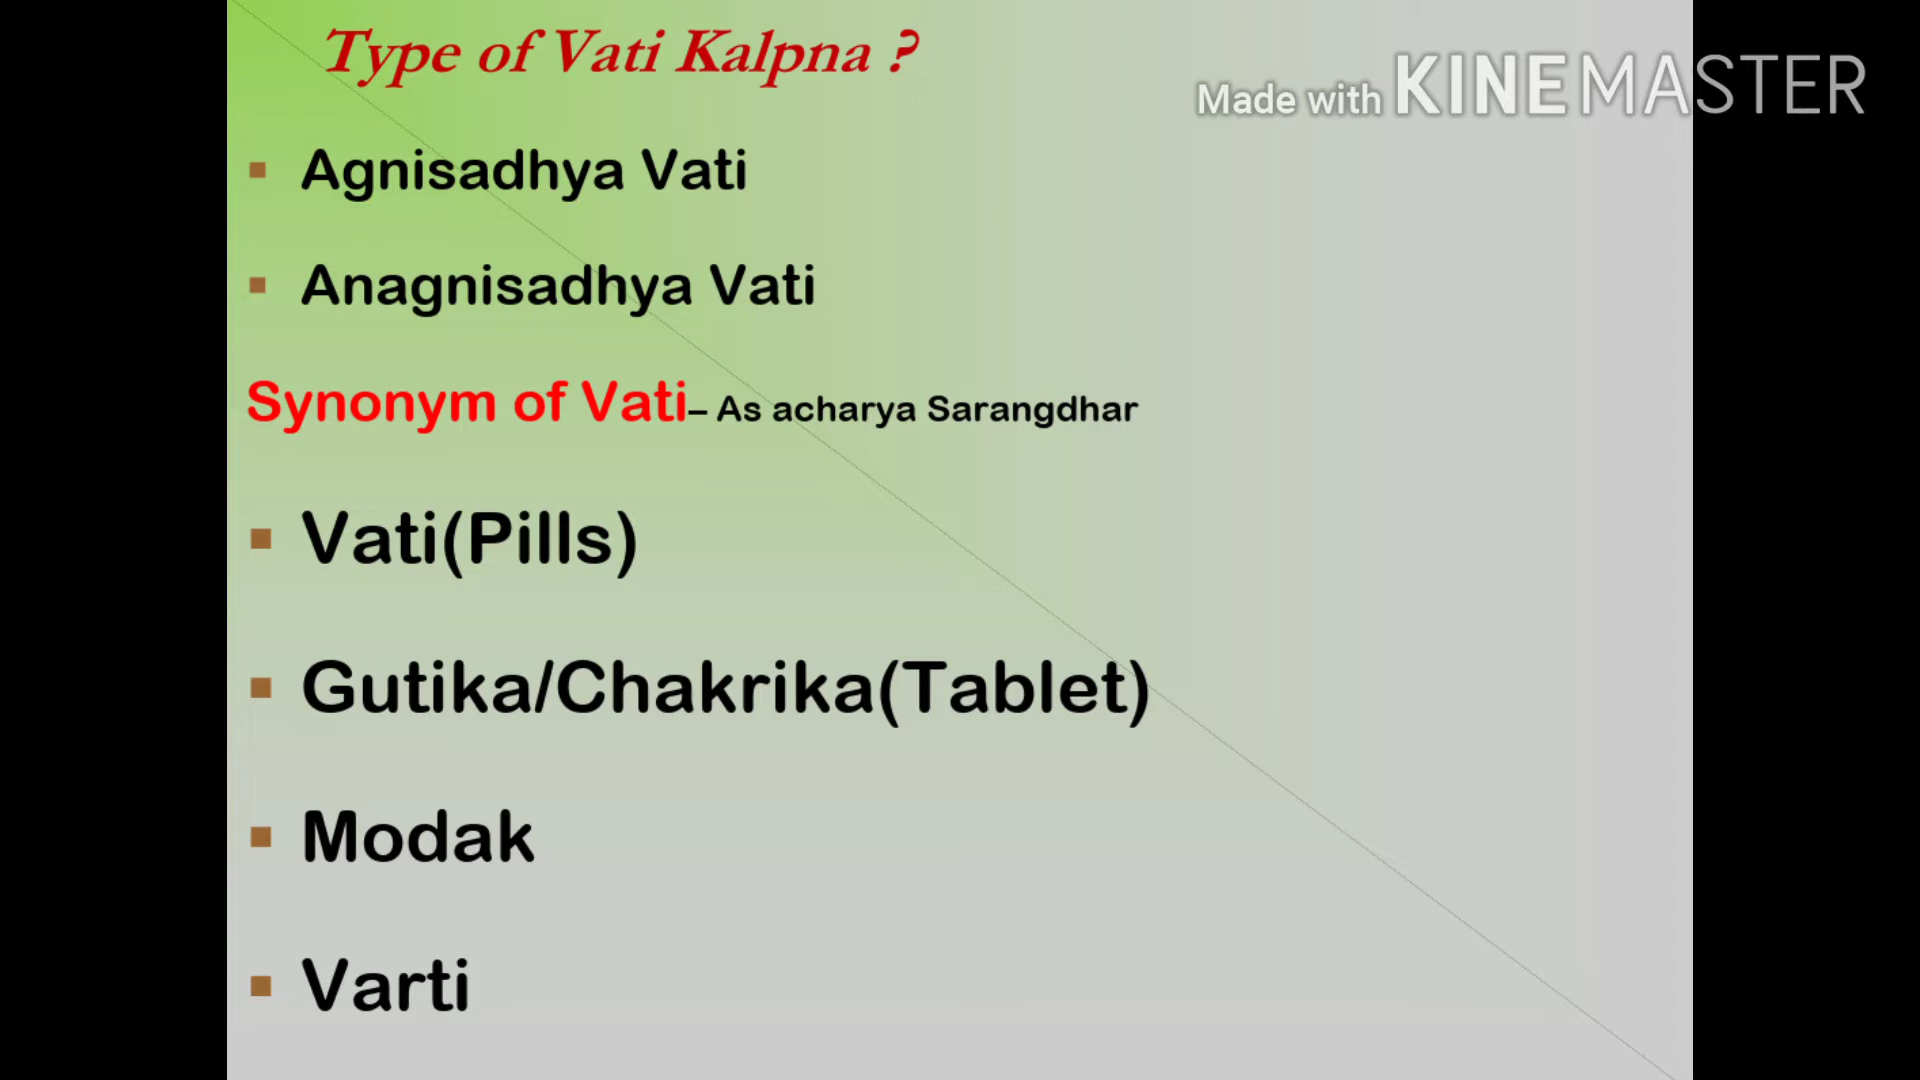 Type of Vati Kalpna ?
Made with KINEMASTER
▪ Agnisadhya Vati
▪ Anagnisadhya Vati
Synonym of Vati– As acharya Sarangdhar
▪ Vati(Pills)
▪ Gutika/Chakrika(Tablet)
▪ Modak
▪ Varti